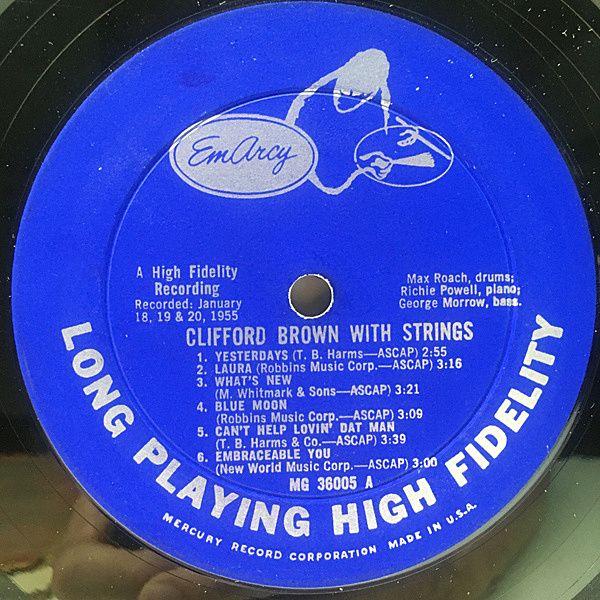 EmArcy
A High Fidelity
Recording
Recorded: January
18, 19 & 20, 1955
Max Roach, drums;
Richie Powell, piano;
George Morrow, bass.
CLIFFORD BROWN WITH STRINGS
1. YESTERDAYS (T. B. Harms—ASCAP) 2:55
2. LAURA (Robbins Music Corp.—ASCAP) 3:16
3. WHAT'S NEW
(M. Whitmark & Sons—ASCAP) 3:21
4. BLUE MOON
(Robbins Music Corp.—ASCAP) 3:09
5. CAN'T HELP LOVIN' DAT MAN
(T. B. Harms & Co.—ASCAP) 3:39
6. EMBRACEABLE YOU
(New World Music Corp.—ASCAP) 3:00
MG 36005 A
LONG PLAYING HIGH FIDELITY
MERCURY RECORD CORPORATION MADE IN U.S.A.